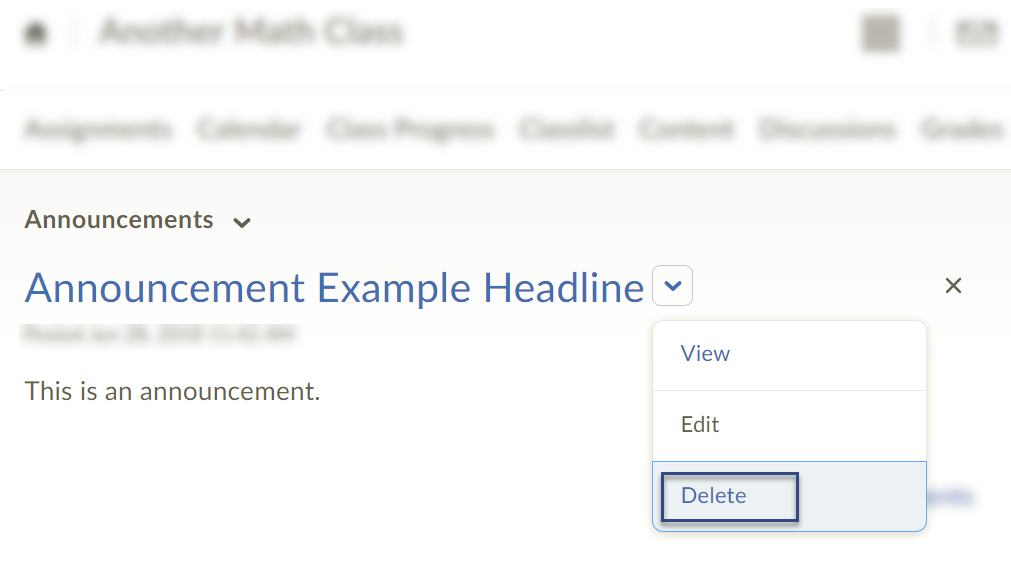 Another Math Class
Assignments Calendar Class Progress Classlist Content Discussions Grades
Announcements
Announcement Example Headline
This is an announcement.
View
Edit
Delete